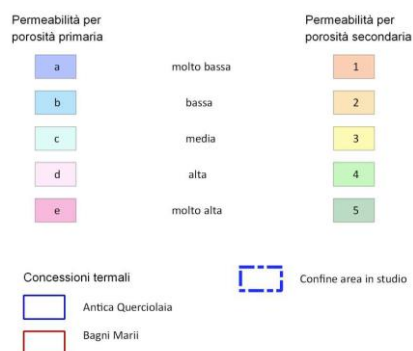 Permeabilità per
porosità primaria
Permeabilità per
porosità secondaria
a molto bassa 1
b bassa 2
c media 3
d alta 4
e molto alta 5
Concessioni termali
Confine area in studio
Antica Querciolaia
Bagni Marii